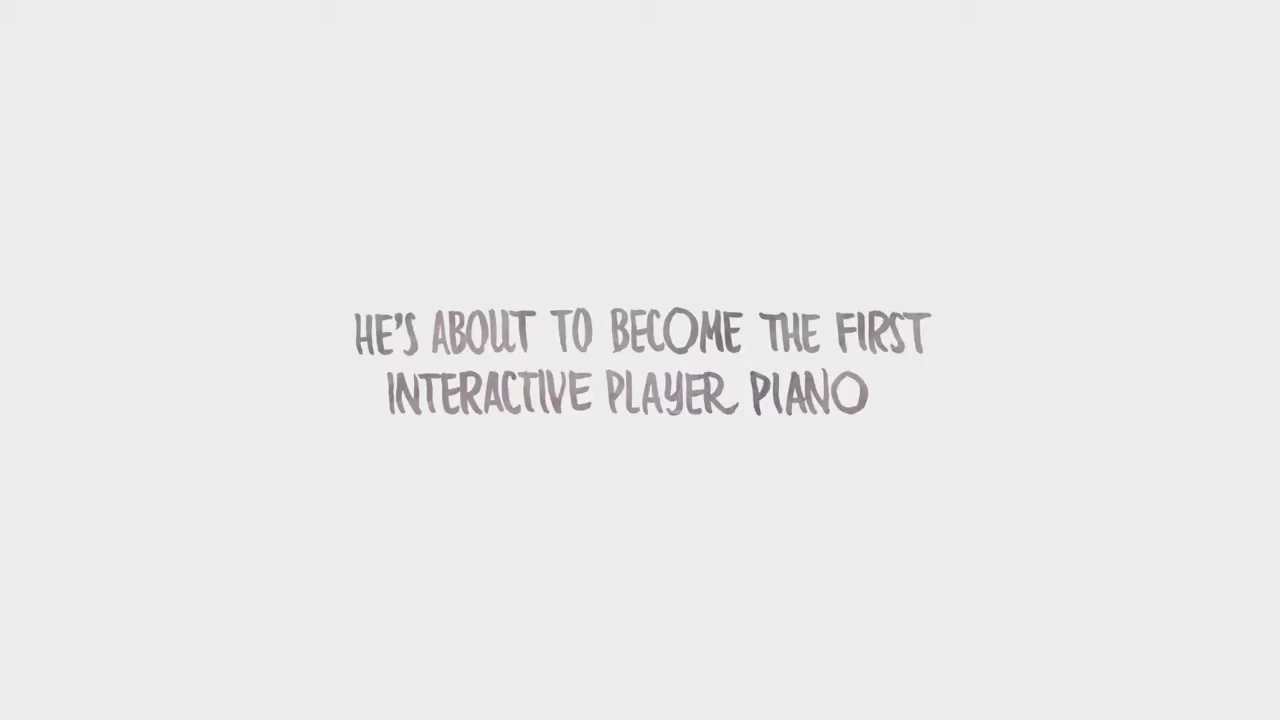 HE'S ABOUT TO BECOME THE FIRST
INTERACTIVE PLAYER PIANO